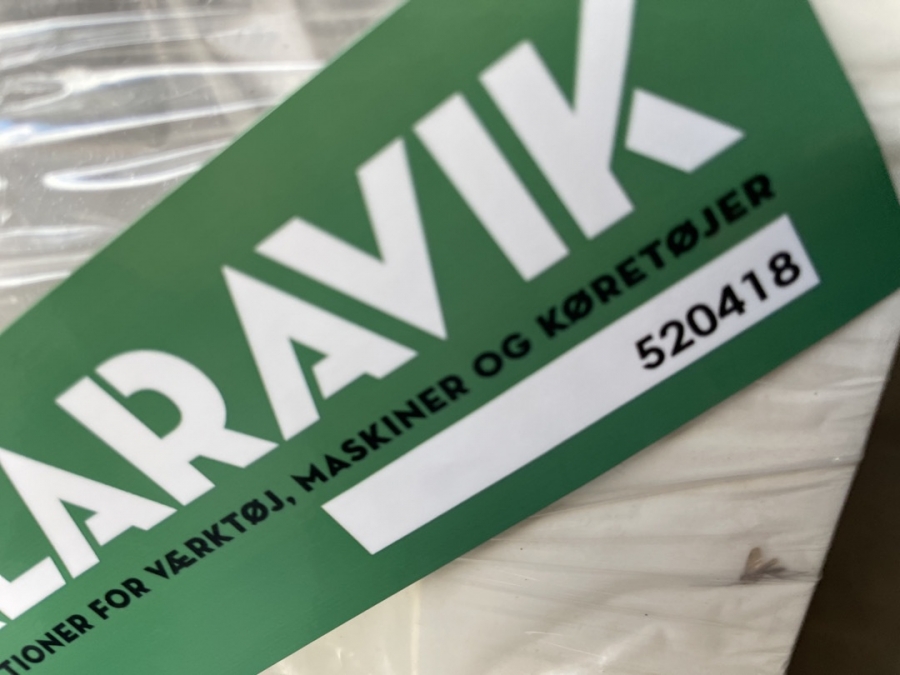 LARAVIK
TIONER FOR VÆRKTØJ, MASKINER OG KØRETØJER
520418